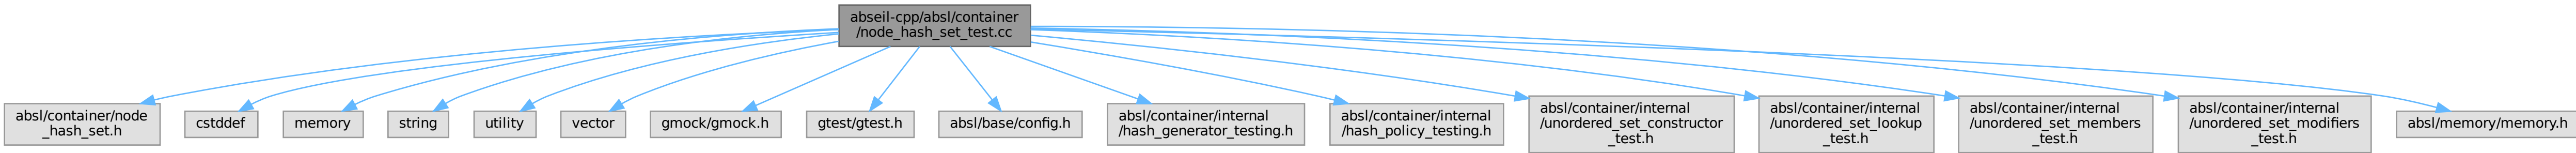 abseil-cpp/absl/container
/node_hash_set_test.cc
absl/container/node
_hash_set.h
cstddef
memory
string
utility
vector
gmock/gmock.h
gtest/gtest.h
absl/base/config.h
absl/container/internal
/hash_generator_testing.h
absl/container/internal
/hash_policy_testing.h
absl/container/internal
/unordered_set_constructor
_test.h
absl/container/internal
/unordered_set_lookup
_test.h
absl/container/internal
/unordered_set_members
_test.h
absl/container/internal
/unordered_set_modifiers
_test.h
absl/memory/memory.h